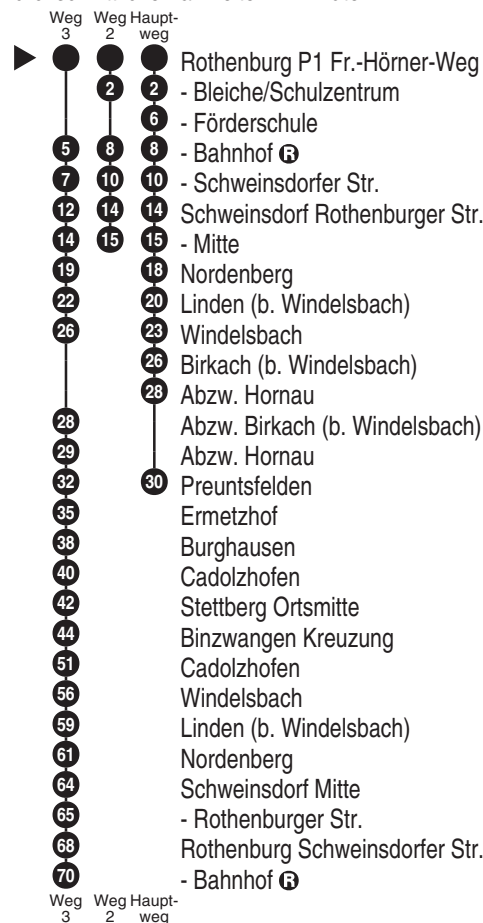 Weg Weg Haupt-
3 2 weg
Rothenburg P1 Fr.-Hörner-Weg
2 2 - Bleiche/Schulzentrum
6 - Förderschule
5 8 8 - Bahnhof R
7 10 10 - Schweinsdorfer Str.
12 14 14 Schweinsdorf Rothenburger Str.
14 15 15 - Mitte
19 18 Nordenberg
22 20 Linden (b. Windelsbach)
26 23 Windelsbach
26 Birkach (b. Windelsbach)
28 Abzw. Hornau
28 Abzw. Birkach (b. Windelsbach)
29 Abzw. Hornau
32 30 Preuntsfelden
35 Ermetzhof
38 Burghausen
40 Cadolzhofen
42 Stettberg Ortsmitte
44 Binzwangen Kreuzung
51 Cadolzhofen
56 Windelsbach
59 Linden (b. Windelsbach)
61 Nordenberg
64 Schweinsdorf Mitte
65 - Rothenburger Str.
68 Rothenburg Schweinsdorfer Str.
70 - Bahnhof R
Weg Weg Haupt-
3 2 weg